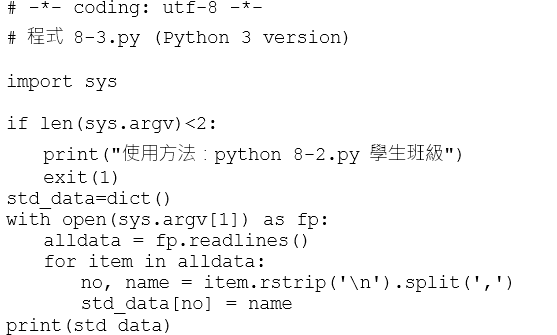 # -*- coding: utf-8 -*-
# 程式 8-3.py (Python 3 version)
import sys
if len(sys.argv)<2:
print("使用方法：python 8-2.py 學生班級")
exit(1)
std_data=dict()
with open(sys.argv[1]) as fp:
alldata = fp.readlines()
for item in alldata:
no, name = item.rstrip('\n').split(',')
std_data[no] = name
print(std_data)